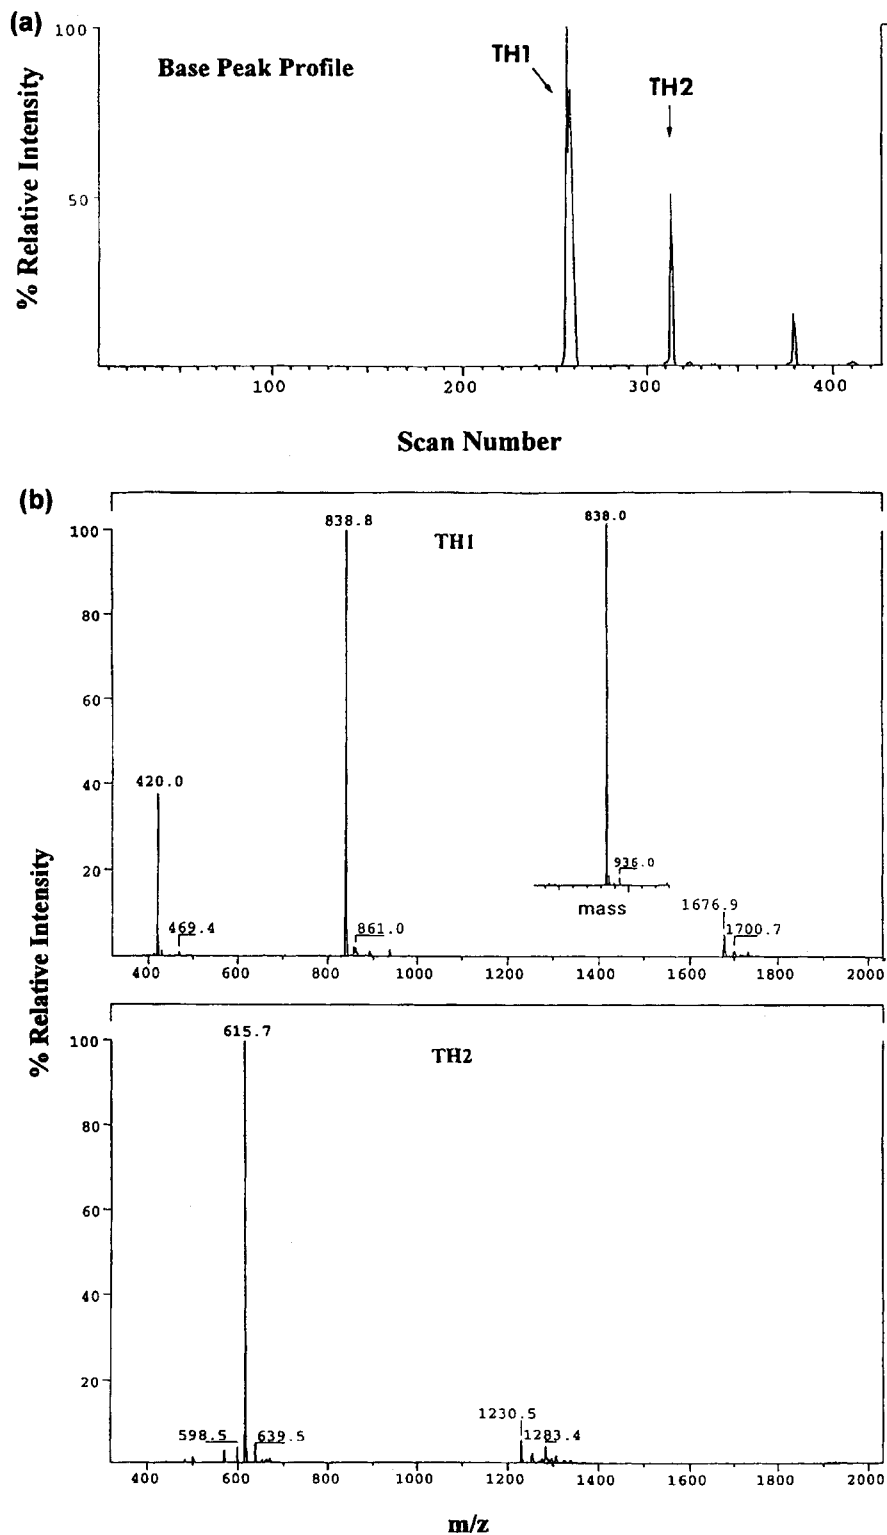 (a)
100
50
% Relative Intensity
Base Peak Profile
TH1
TH2
100 200 300 400
Scan Number
(b)
% Relative Intensity
TH1
100
80
60
40
20
838.8
420.0
469.4
861.0
838.0
936.0
mass
1676.9
1700.7
400 600 800 1000 1200 1400 1600 1800 2000
TH2
100
80
60
40
20
615.7
598.5
639.5
1230.5
1283.4
400 600 800 1000 1200 1400 1600 1800 2000
m/z